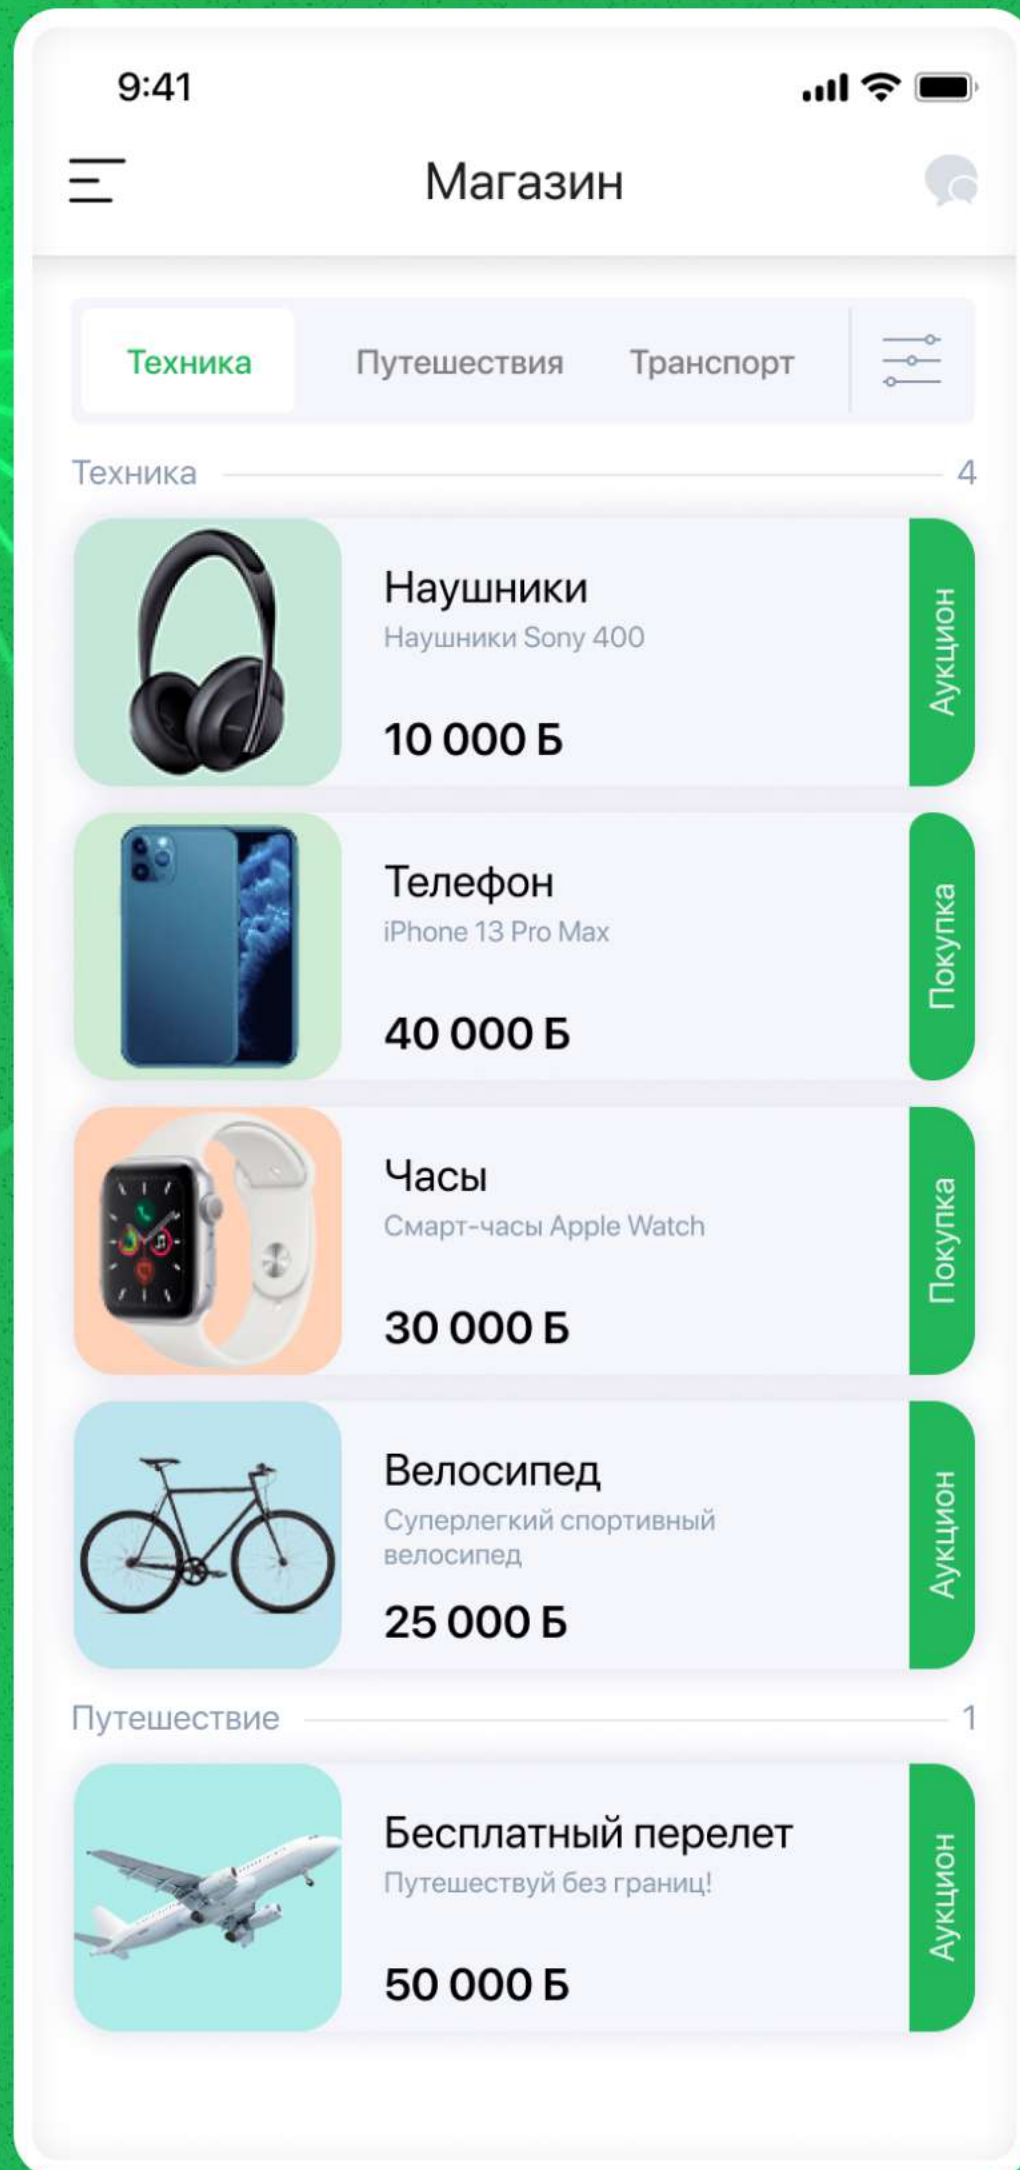 9:41
Магазин
Техника Путешествия Транспорт
Техника 4
Наушники
Наушники Sony 400
10 000 Б
Аукцион
Телефон
iPhone 13 Pro Max
40 000 Б
Покупка
Часы
Смарт-часы Apple Watch
30 000 Б
Покупка
Велосипед
Суперлегкий спортивный
велосипед
25 000 Б
Аукцион
Путешествие 1
Бесплатный перелет
Путешествуй без границ!
50 000 Б
Аукцион